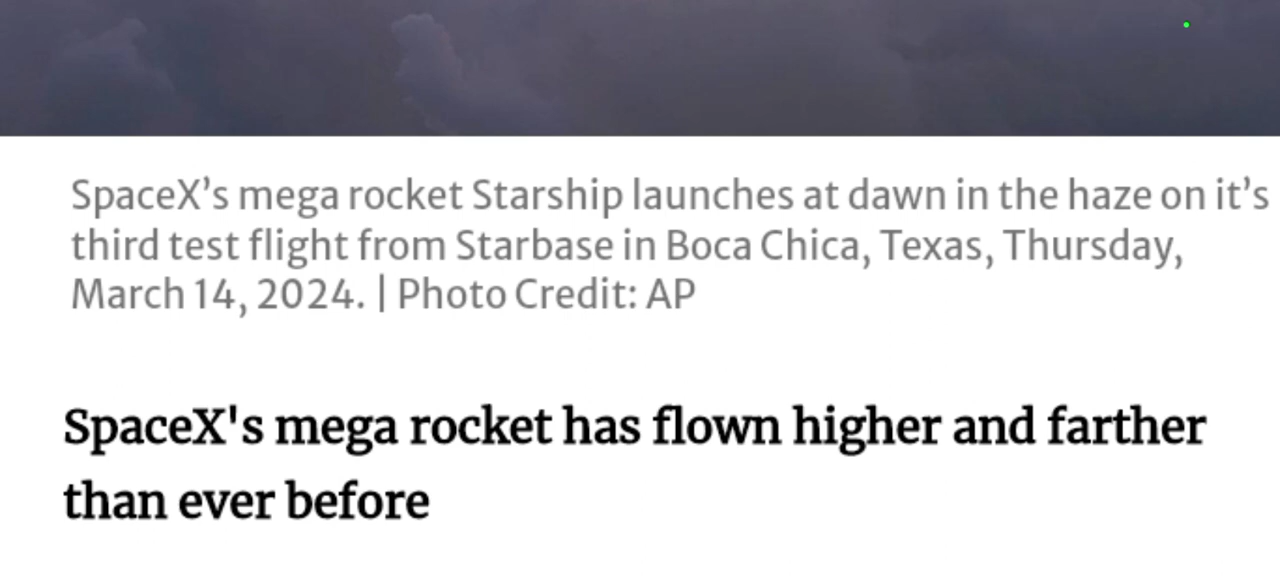 SpaceX’s mega rocket Starship launches at dawn in the haze on it’s
third test flight from Starbase in Boca Chica, Texas, Thursday,
March 14, 2024. | Photo Credit: AP
SpaceX's mega rocket has flown higher and farther
than ever before